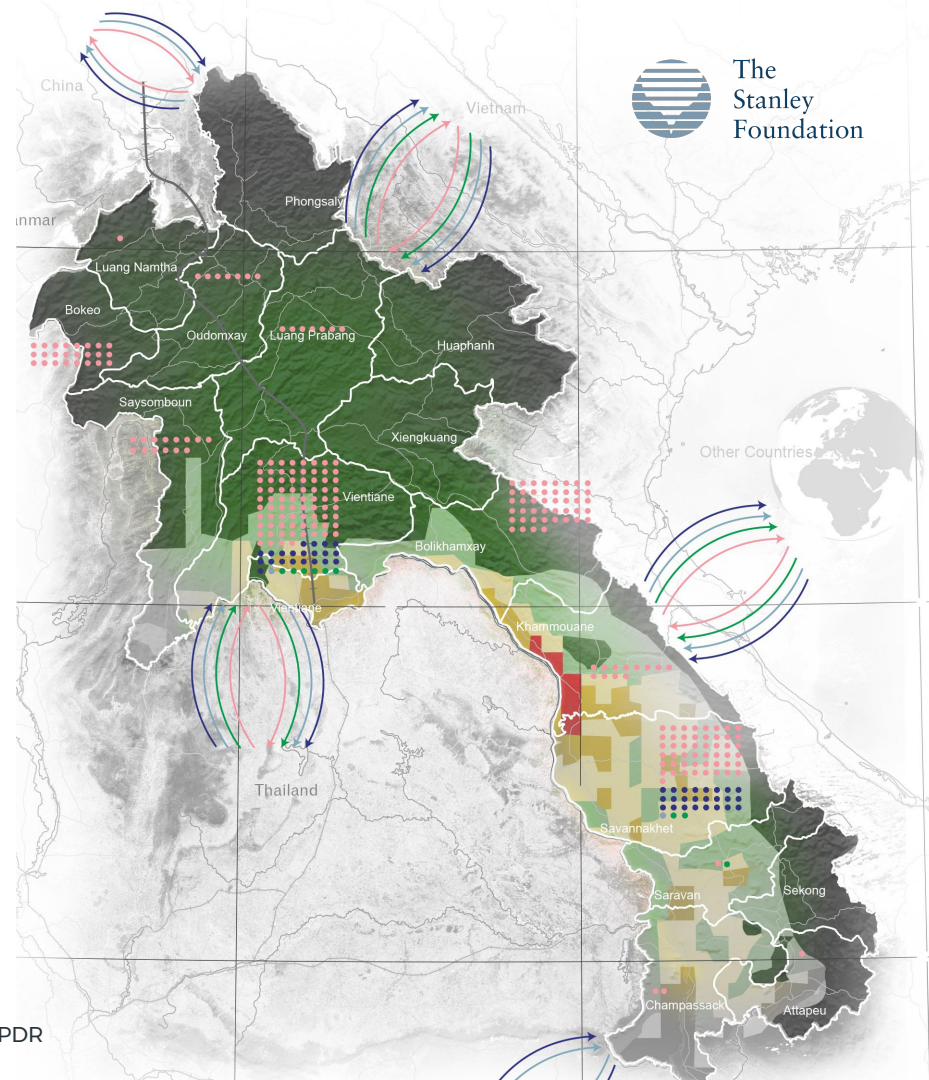 The
Stanley
Foundation
China
Vietnam
Phongsaly
nmar
Luang Namtha
Bokeo
Oudomxay
Luang Prabang
Huaphanh
Saysomboun
Xiengkuang
Other Countries
Vientiane
Bolikhamxay
Vientiane
Khammouane
Thailand
Savannakhet
Saravan
Sekong
Champassack
Attapeu
PDR